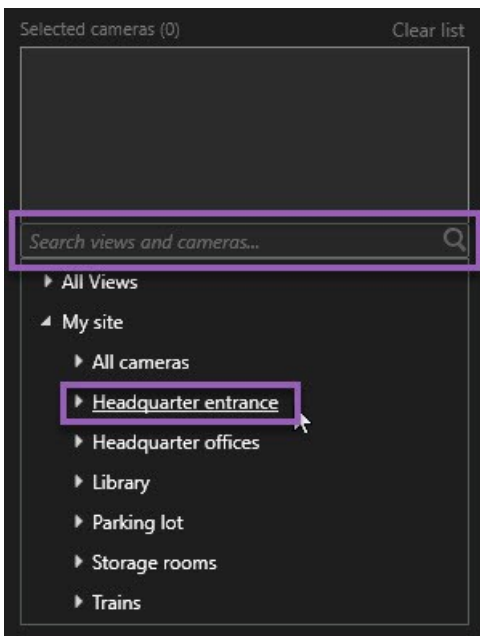 Selected cameras (0) Clear list
Search views and cameras...
All Views
My site
All cameras
Headquarter entrance
Headquarter offices
Library
Parking lot
Storage rooms
Trains